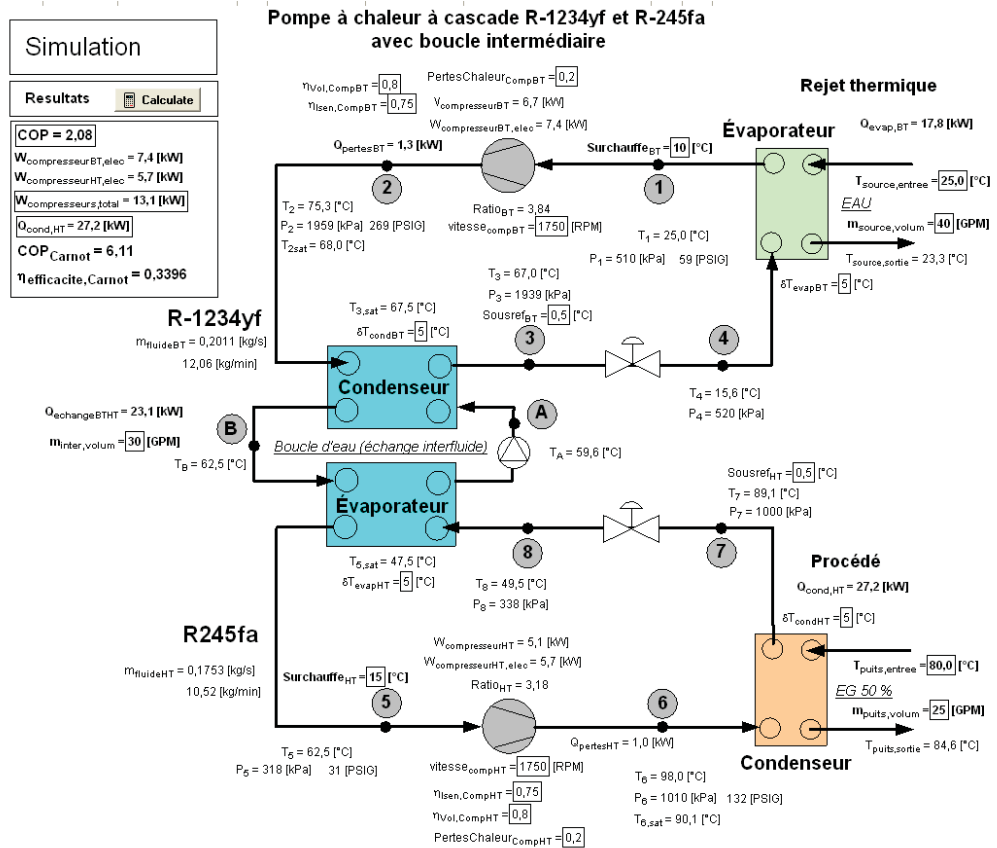 Pompe à chaleur à cascade R-1234yf et R-245fa
avec boucle intermédiaire
Simulation
Resultats
Calculate
COP = 2,08
WcompresseurBT,elec = 7,4 [kW]
WcompresseurHT,elec = 5,7 [kW]
Wcompresseurs,total = 13,1 [kW]
Qcond,HT = 27,2 [kW]
COPCarnot = 6,11
ηefficacite,Carnot = 0,3396
ηVol,CompBT = 0,8
ηIsen,CompBT = 0,75
PertesChaleurCompBT = 0,2
VcompresseurBT = 6,7 [kW]
WcompresseurBT,elec = 7,4 [kW]
QpertesBT = 1,3 [kW]
2
T2 = 75,3 [°C]
P2 = 1959 [kPa] 269 [PSIG]
T2sat = 68,0 [°C]
RatioBT = 3,84
vitessecompBT = 1750 [RPM]
SurchauffeBT = 10 [°C]
1
T1 = 25,0 [°C]
P1 = 510 [kPa] 59 [PSIG]
Rejet thermique
Évaporateur
Qevap,BT = 17,8 [kW]
Tsource,entree = 25,0 [°C]
EAU
msource,volum = 40 [GPM]
Tsource,sortie = 23,3 [°C]
δTevapBT = 5 [°C]
T3 = 67,0 [°C]
P3 = 1939 [kPa]
SousrefBT = 0,5 [°C]
3
4
T4 = 15,6 [°C]
P4 = 520 [kPa]
R-1234yf
mfluideBT = 0,2011 [kg/s]
12,06 [kg/min]
T3,sat = 67,5 [°C]
δTcondBT = 5 [°C]
Condenseur
A
B
QechangeBTHT = 23,1 [kW]
minter,volum = 30 [GPM]
TB = 62,5 [°C]
Boucle d'eau (échange interfluide)
TA = 59,6 [°C]
Évaporateur
T5,sat = 47,5 [°C]
δTevapHT = 5 [°C]
8
T8 = 49,5 [°C]
P8 = 338 [kPa]
SousrefHT = 0,5 [°C]
T7 = 89,1 [°C]
P7 = 1000 [kPa]
7
Procédé
Qcond,HT = 27,2 [kW]
δTcondHT = 5 [°C]
Tpuits,entree = 80,0 [°C]
EG 50 %
mpuits,volum = 25 [GPM]
Tpuits,sortie = 84,6 [°C]
Condenseur
R245fa
mfluideHT = 0,1753 [kg/s]
10,52 [kg/min]
SurchauffeHT = 15 [°C]
5
T5 = 62,5 [°C]
P5 = 318 [kPa] 31 [PSIG]
WcompresseurHT = 5,1 [kW]
WcompresseurHT,elec = 5,7 [kW]
RatioHT = 3,18
6
QpertesHT = 1,0 [kW]
T6 = 98,0 [°C]
P6 = 1010 [kPa] 132 [PSIG]
T6,sat = 90,1 [°C]
vitessecompHT = 1750 [RPM]
ηIsen,CompHT = 0,75
ηVol,CompHT = 0,8
PertesChaleurCompHT = 0,2